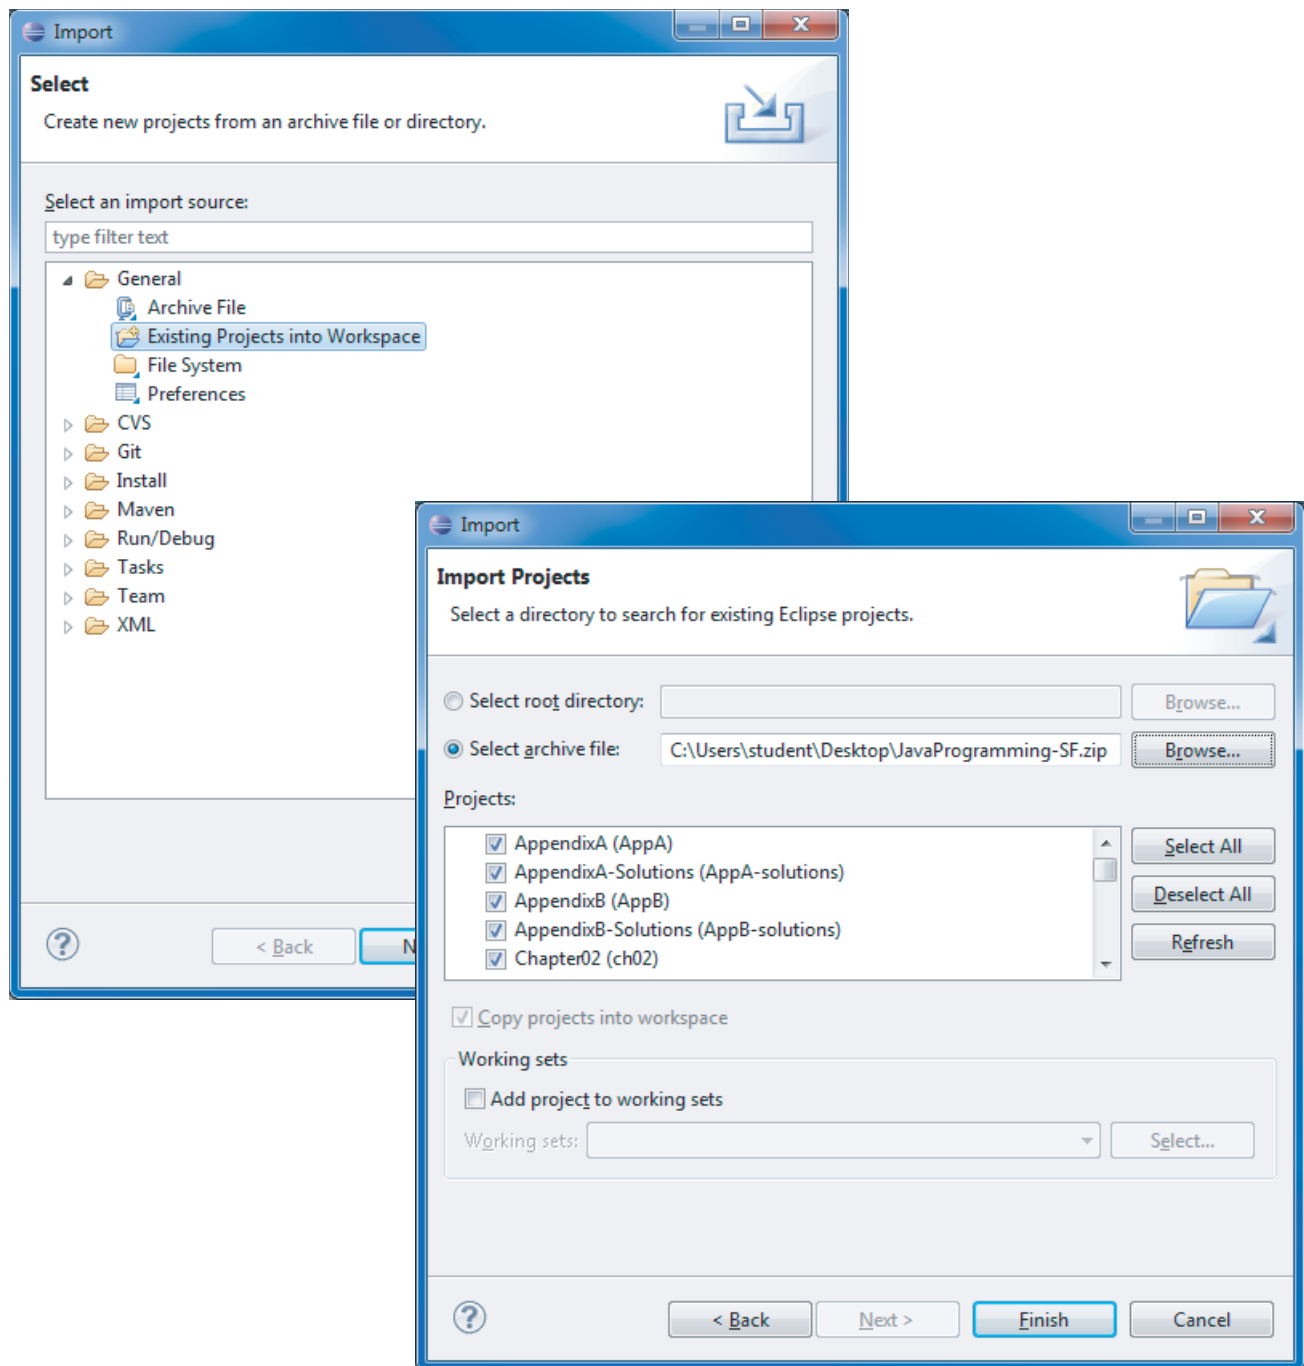 Import
Select
Create new projects from an archive file or directory.
Select an import source:
type filter text
General
Archive File
Existing Projects into Workspace
File System
Preferences
CVS
Git
Install
Maven
Run/Debug
Tasks
Team
XML
< Back
N
Import
Import Projects
Select a directory to search for existing Eclipse projects.
Select root directory:
Browse...
Select archive file: C:\Users\student\Desktop\JavaProgramming-SF.zip Browse...
Projects:
AppendixA (AppA)
AppendixA-Solutions (AppA-solutions)
AppendixB (AppB)
AppendixB-Solutions (AppB-solutions)
Chapter02 (ch02)
Select All
Deselect All
Refresh
Copy projects into workspace
Working sets
Add project to working sets
Working sets:
Select...
< Back Next > Finish Cancel